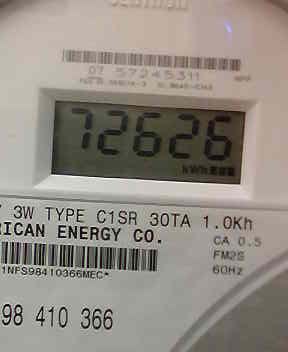 CENTRON
07 57245311
72626
kWh
3W TYPE C1SR 30TA 1.0Kh
RICAN ENERGY CO.
CA 0.5
FM2S
60Hz
1NFS98410366MEC*
98 410 366